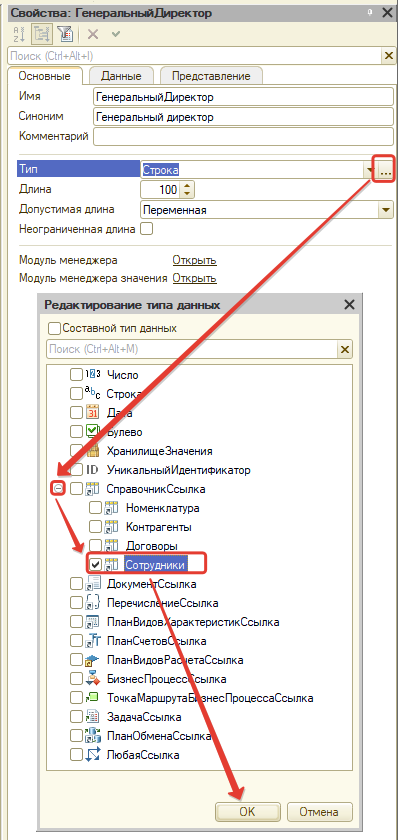 Свойства: ГенеральныйДиректор
Поиск (Ctrl+Alt+I)
Основные Данные Представление
Имя ГенеральныйДиректор
Синоним Генеральный директор
Комментарий
Тип Строка ...
Длина 100
Допустимая длина Переменная
Неограниченная длина
Модуль менеджера Открыть
Модуль менеджера значения Открыть
Редактирование типа данных
Составной тип данных
Поиск (Ctrl+Alt+M)
Число
Строка
Дата
Булево
ХранилищеЗначения
ID УникальныйИдентификатор
СправочникСсылка
Номенклатура
Контрагенты
Договоры
Сотрудники
ДокументСсылка
ПеречислениеСсылка
ПланВидовХарактеристикСсылка
ПланСчетовСсылка
ПланВидовРасчетаСсылка
БизнесПроцессСсылка
ТочкаМаршрутаБизнесПроцессаСсылка
ЗадачаСсылка
ПланОбменаСсылка
ЛюбаяСсылка
OK Отмена